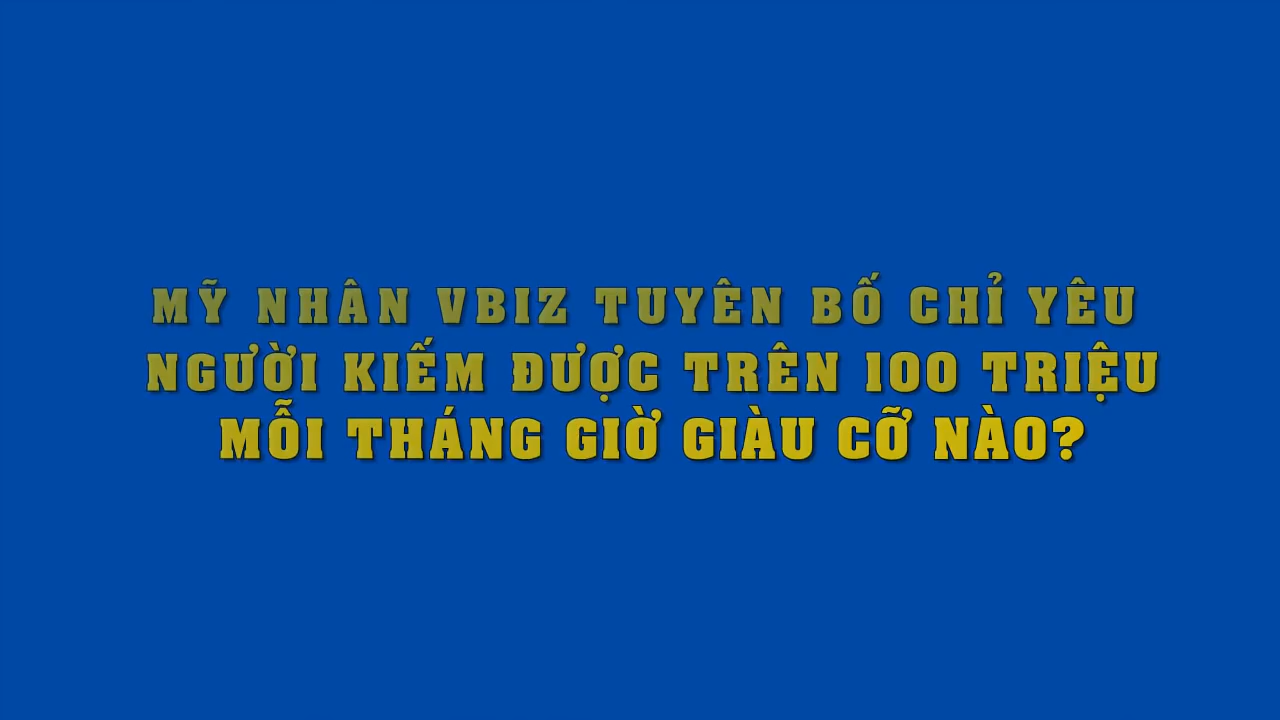 MỸ NHÂN VBIZ TUYÊN BỐ CHỈ YÊU
NGƯỜI KIẾM ĐƯỢC TRÊN 100 TRIỆU
MỖI THÁNG GIỜ GIÀU CỠ NÀO?